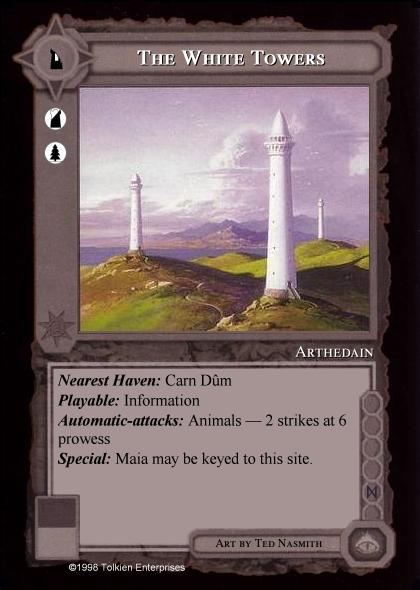 THE WHITE TOWERS
ARTHEDAIN
Nearest Haven: Carn Dûm
Playable: Information
Automatic-attacks: Animals — 2 strikes at 6
prowess
Special: Maia may be keyed to this site.
ART BY TED NASMITH
©1998 Tolkien Enterprises